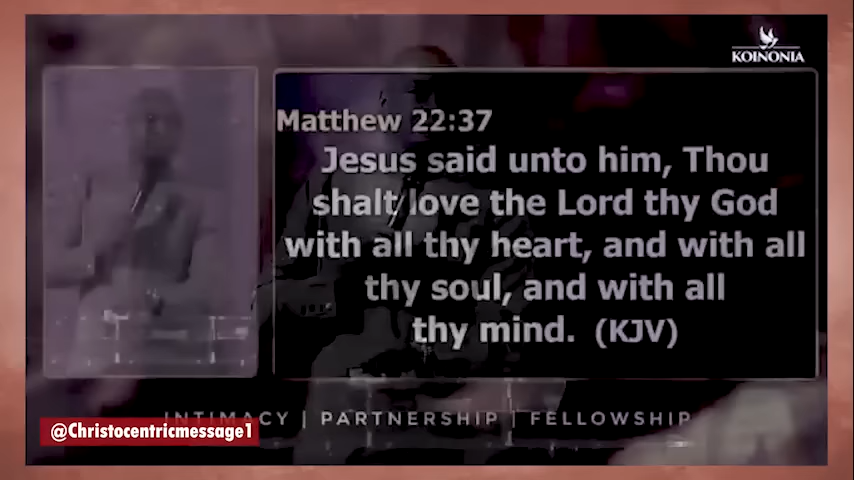 KOINONIA
Matthew 22:37
Jesus said unto him, Thou
shalt love the Lord thy God
with all thy heart, and with all
thy soul, and with all
thy mind. (KJV)
INTIMACY | PARTNERSHIP | FELLOWSHIP
@Christocentricmessage1